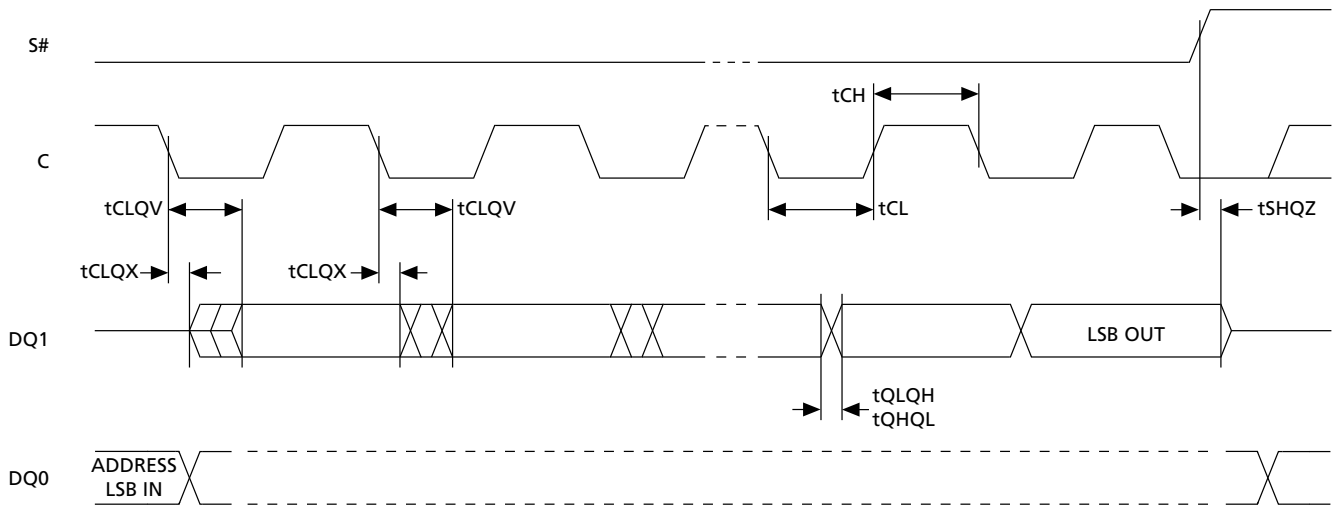 S#
tCH
C
tCLQV
tCLQV
tCL
tSHQZ
tCLQX
tCLQX
DQ1
LSB OUT
tQLQH
tQHQL
DQ0
ADDRESS
LSB IN